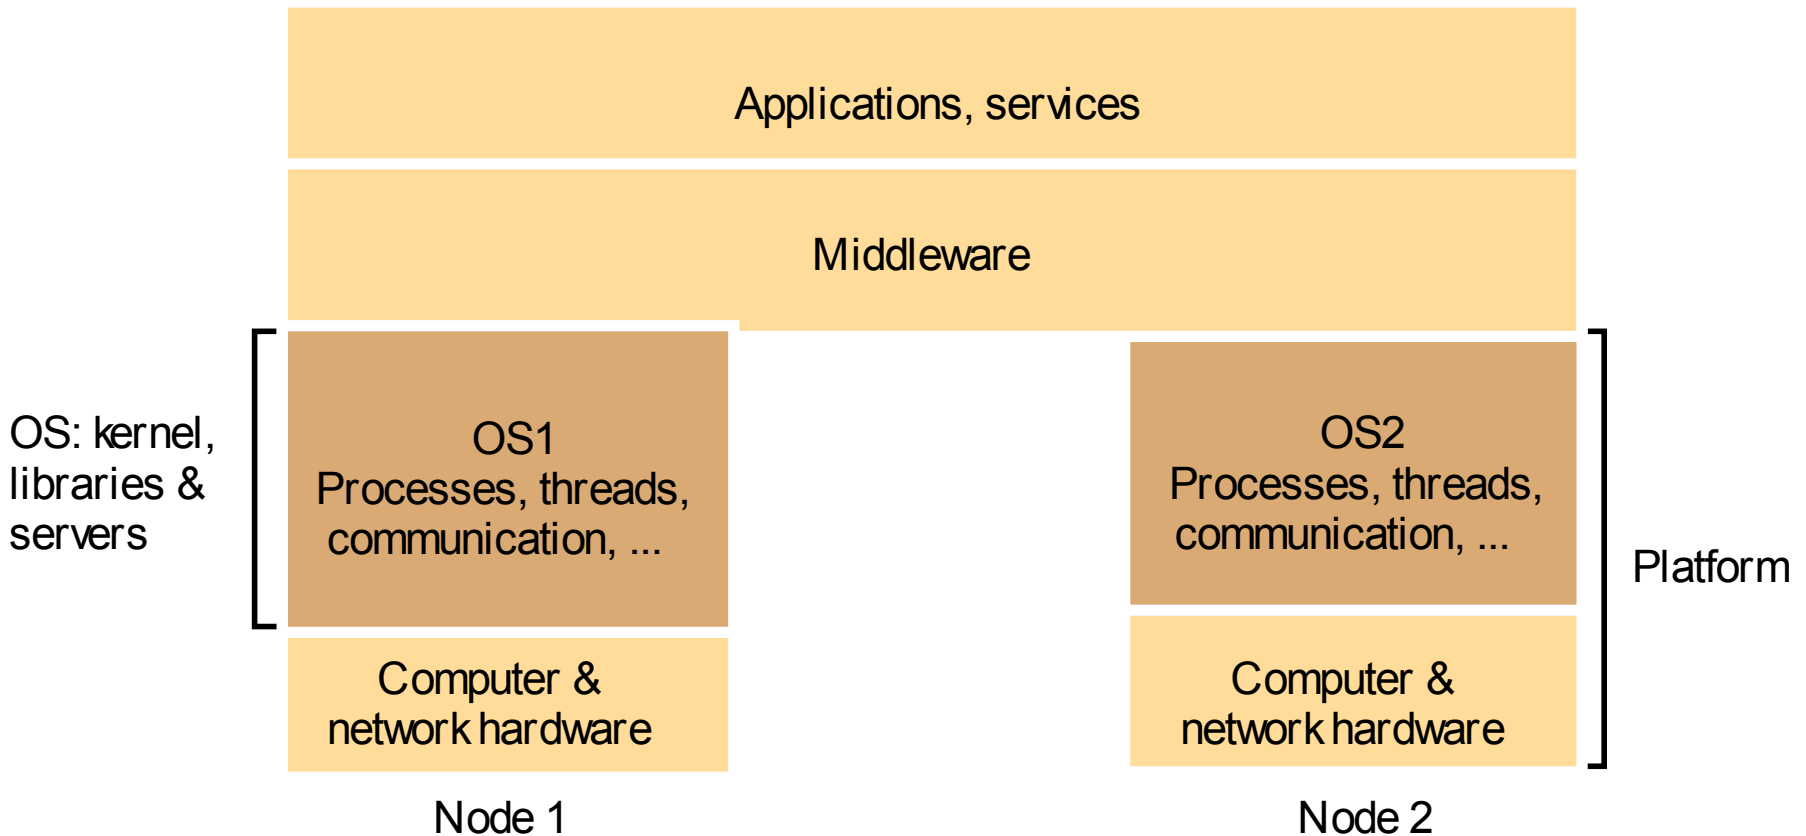 Applications, services
Middleware
OS: kernel,
libraries &
servers
OS1
Processes, threads,
communication, ...
OS2
Processes, threads,
communication, ...
Platform
Computer &
network hardware
Computer &
network hardware
Node 1
Node 2